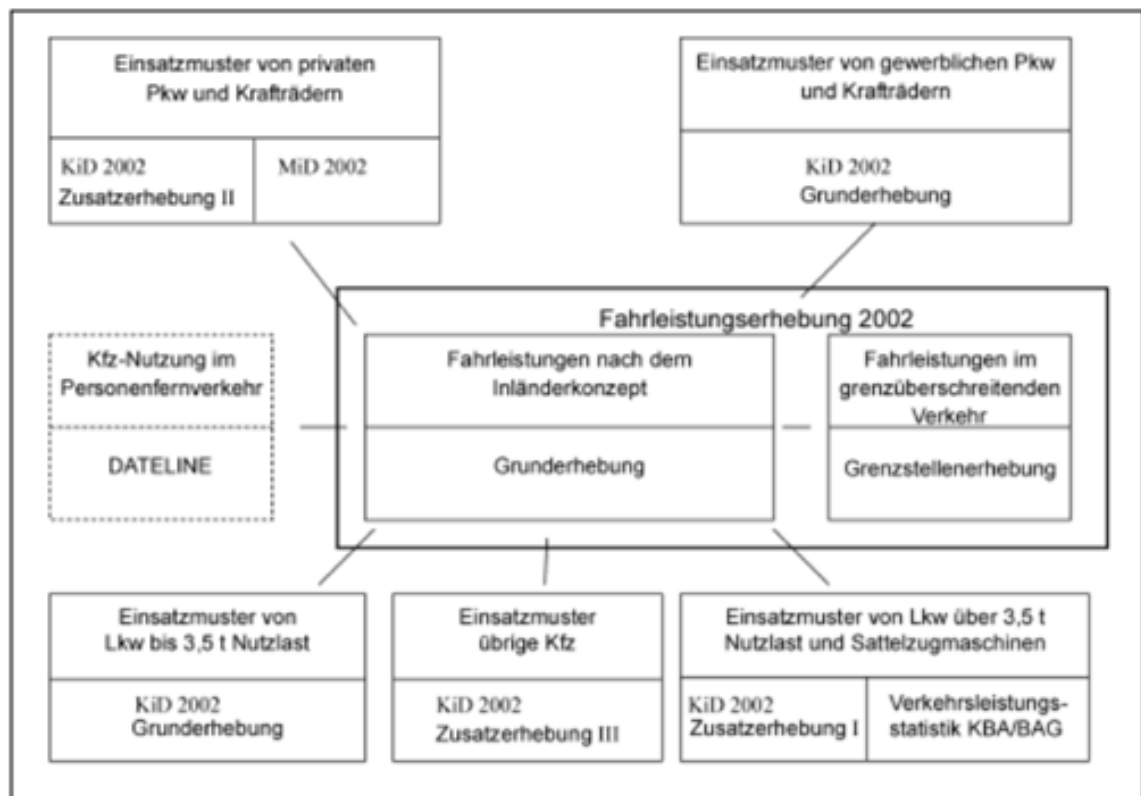 Einsatzmuster von privaten
Pkw und Krafträdern
KiD 2002
Zusatzerhebung II
MiD 2002
Einsatzmuster von gewerblichen Pkw
und Krafträdern
KiD 2002
Grunderhebung
Fahrleistungserhebung 2002
Kfz-Nutzung im
Personenfernverkehr
DATELINE
Fahrleistungen nach dem
Inländerkonzept
Grunderhebung
Fahrleistungen im
grenzüberschreitenden
Verkehr
Grenzstellenerhebung
Einsatzmuster von
Lkw bis 3,5 t Nutzlast
KiD 2002
Grunderhebung
Einsatzmuster
übrige Kfz
KiD 2002
Zusatzerhebung III
Einsatzmuster von Lkw über 3,5 t
Nutzlast und Sattelzugmaschinen
KiD 2002
Zusatzerhebung I
Verkehrsleistungs-
statistik KBA/BAG